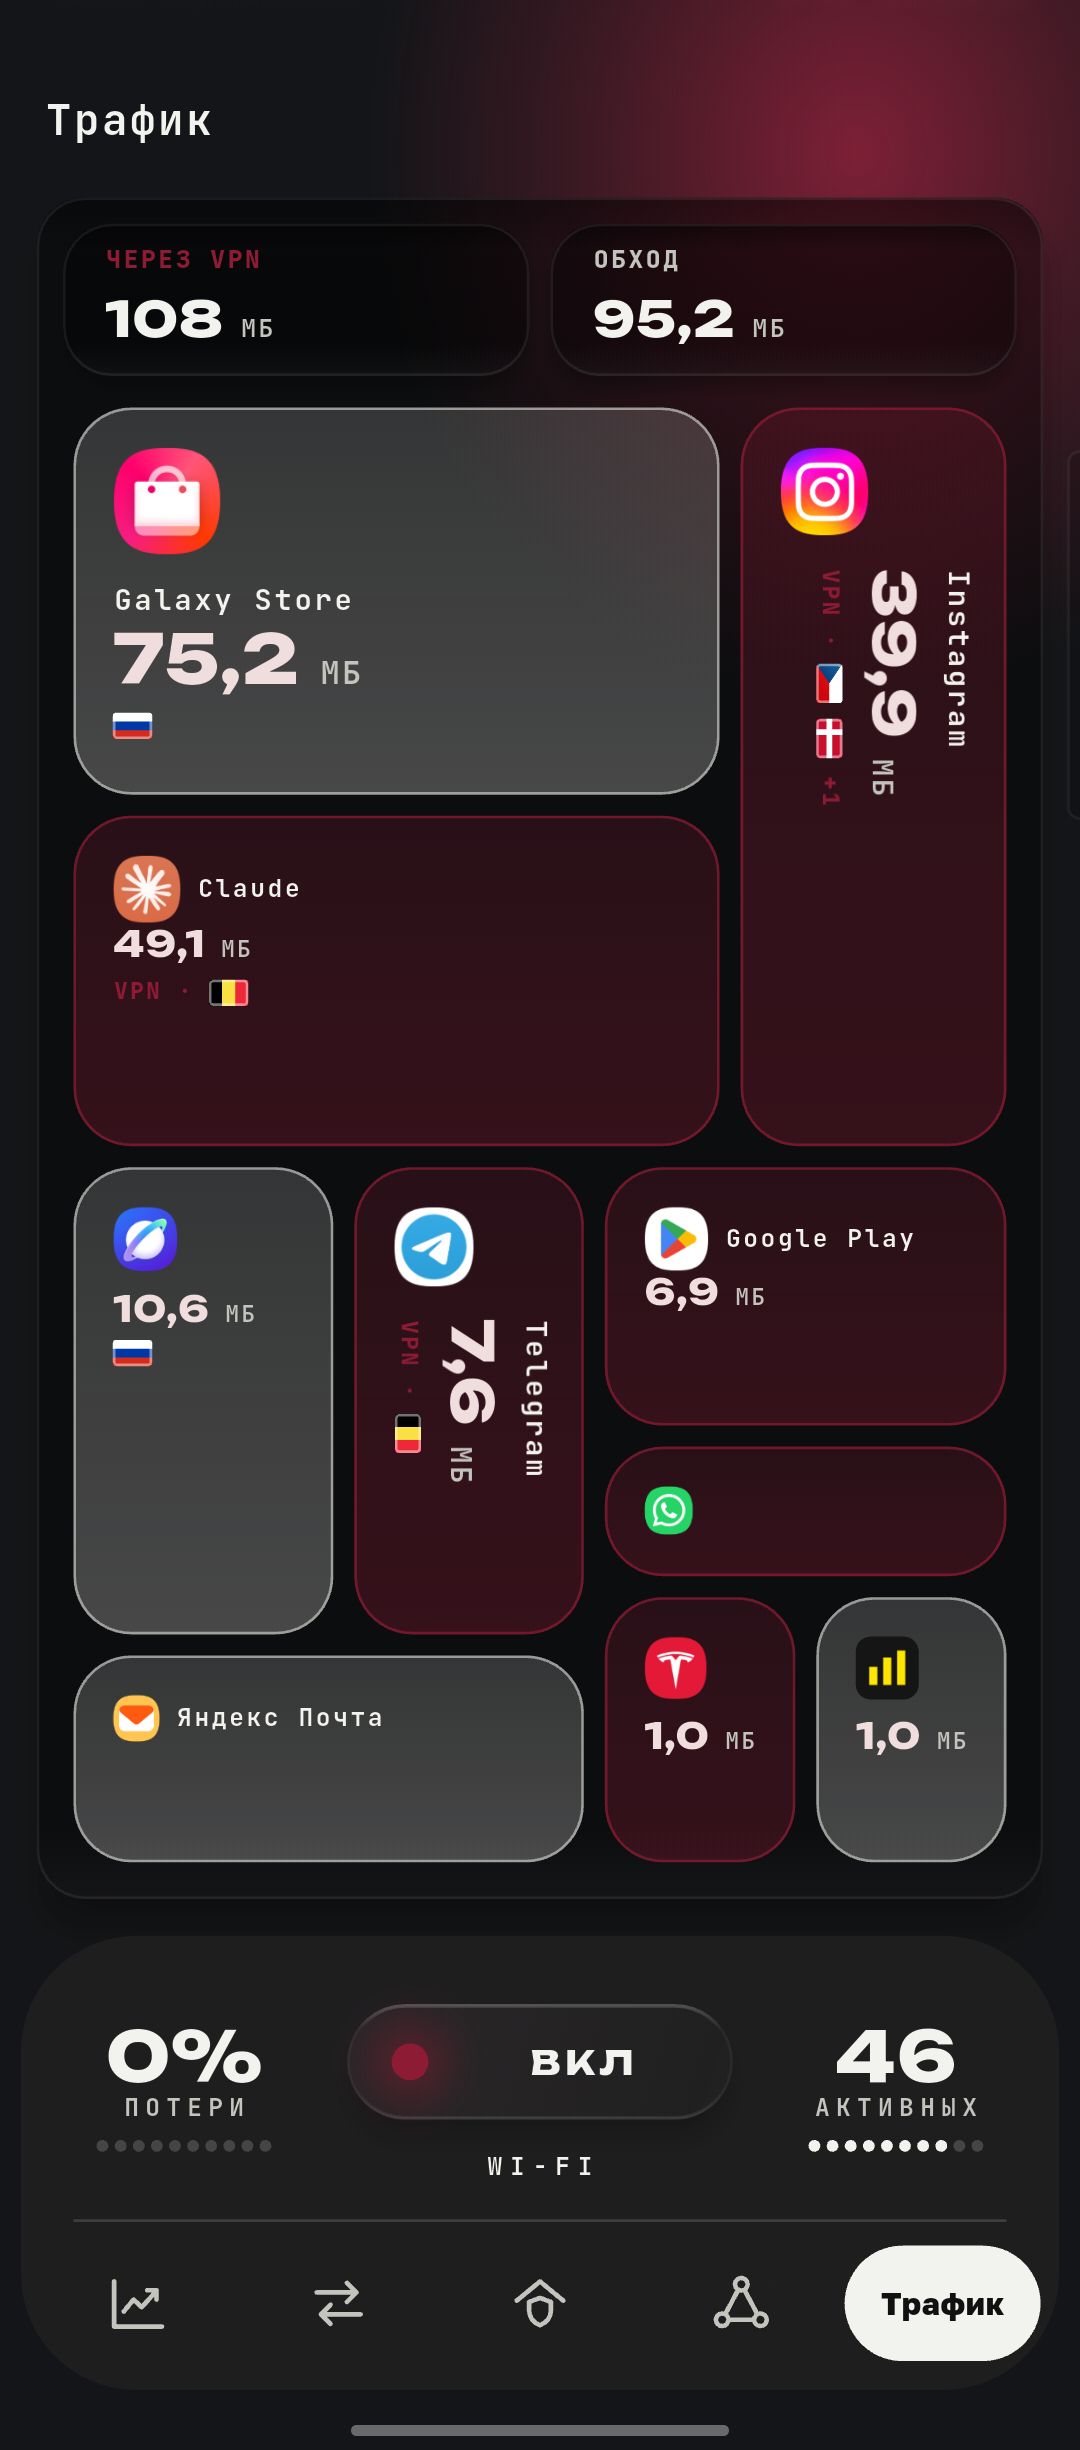 Трафик
ЧЕРЕЗ VPN
108 МБ
ОБХОД
95,2 МБ
Galaxy Store
75,2 МБ
Instagram
39,9 МБ
VPN · +1
Claude
49,1 МБ
VPN ·
10,6 МБ
Telegram
7,6 МБ
VPN ·
Google Play
6,9 МБ
Яндекс Почта
1,0 МБ
1,0 МБ
0%
ПОТЕРИ
ВКЛ
WI-FI
46
АКТИВНЫХ
Трафик